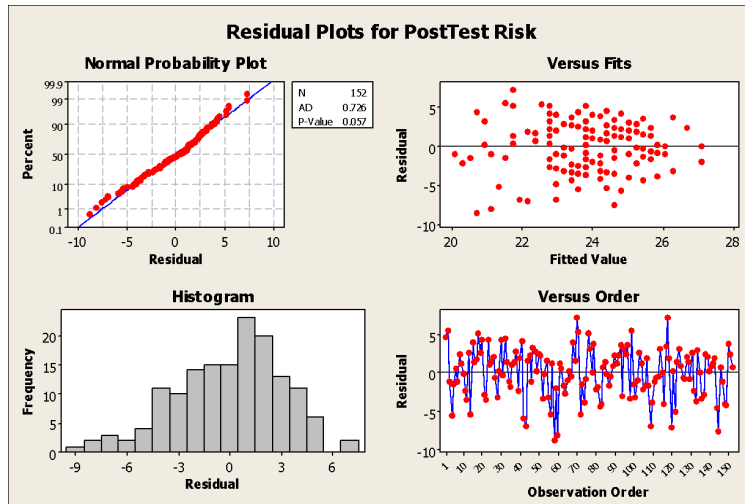 Residual Plots for PostTest Risk
Normal Probability Plot
99.9
99
90
50
10
1
0.1
Percent
-10 -5 0 5 10
Residual
N 152
AD 0.726
P-Value 0.057
Versus Fits
5
0
-5
-10
Residual
20 22 24 26 28
Fitted Value
Histogram
20
15
10
5
0
Frequency
-9 -6 -3 0 3 6
Residual
Versus Order
5
0
-5
-10
Residual
1 10 20 30 40 50 60 70 80 90 100 110 120 130 140 150
Observation Order